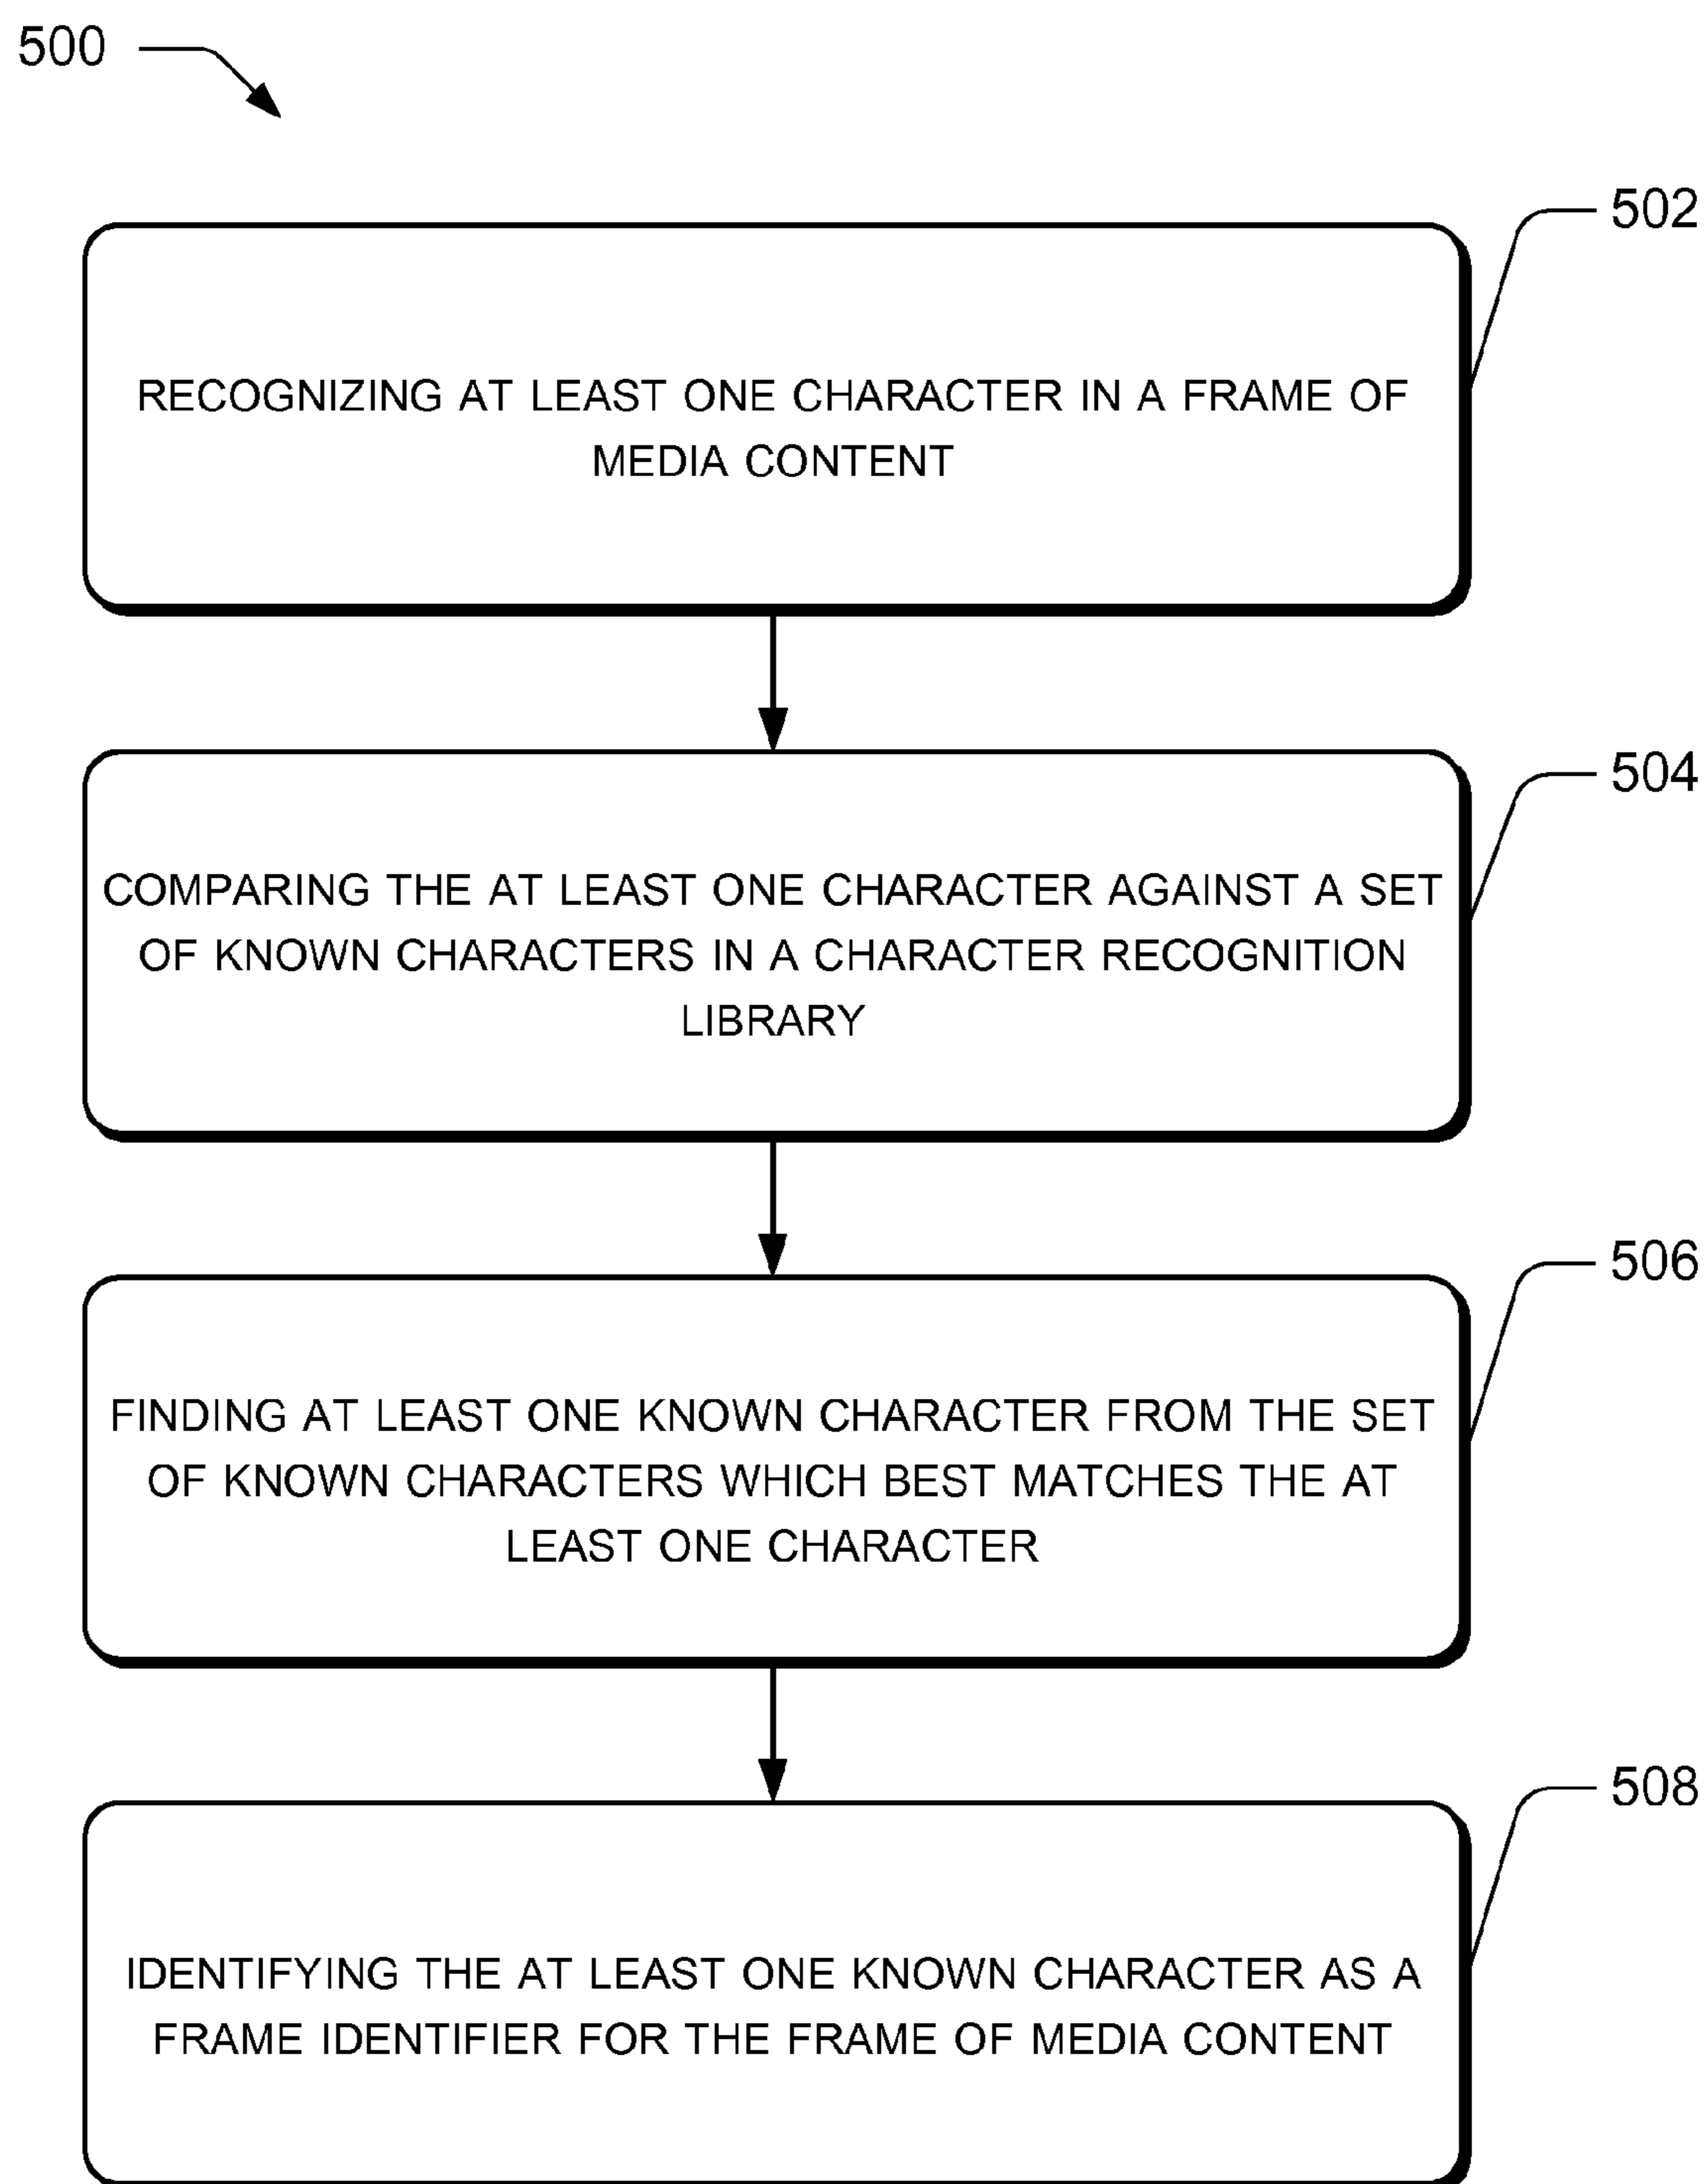 500
502
RECOGNIZING AT LEAST ONE CHARACTER IN A FRAME OF
MEDIA CONTENT
504
COMPARING THE AT LEAST ONE CHARACTER AGAINST A SET
OF KNOWN CHARACTERS IN A CHARACTER RECOGNITION
LIBRARY
506
FINDING AT LEAST ONE KNOWN CHARACTER FROM THE SET
OF KNOWN CHARACTERS WHICH BEST MATCHES THE AT
LEAST ONE CHARACTER
508
IDENTIFYING THE AT LEAST ONE KNOWN CHARACTER AS A
FRAME IDENTIFIER FOR THE FRAME OF MEDIA CONTENT